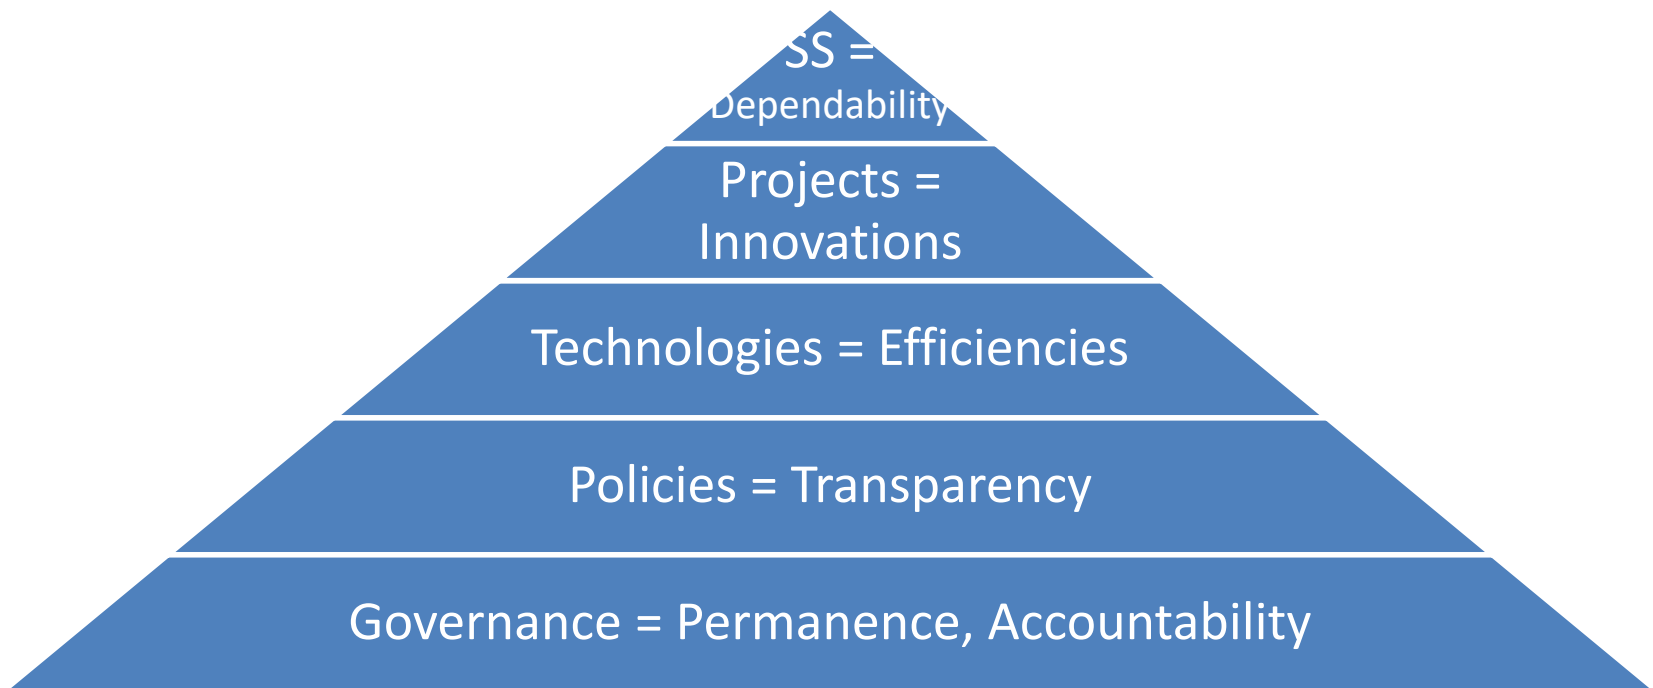 SS =
Dependability
Projects =
Innovations
Technologies = Efficiencies
Policies = Transparency
Governance = Permanence, Accountability